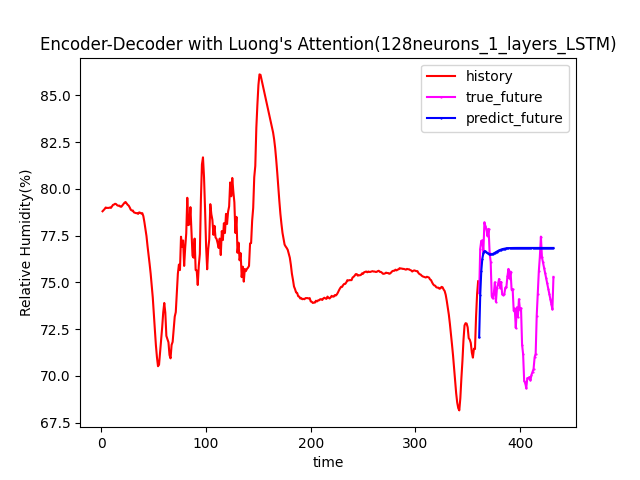 Encoder-Decoder with Luong's Attention(128neurons_1_layers_LSTM)
history
true_future
predict_future
Relative Humidity(%)
85.0
82.5
80.0
77.5
75.0
72.5
70.0
67.5
0 100 200 300 400
time